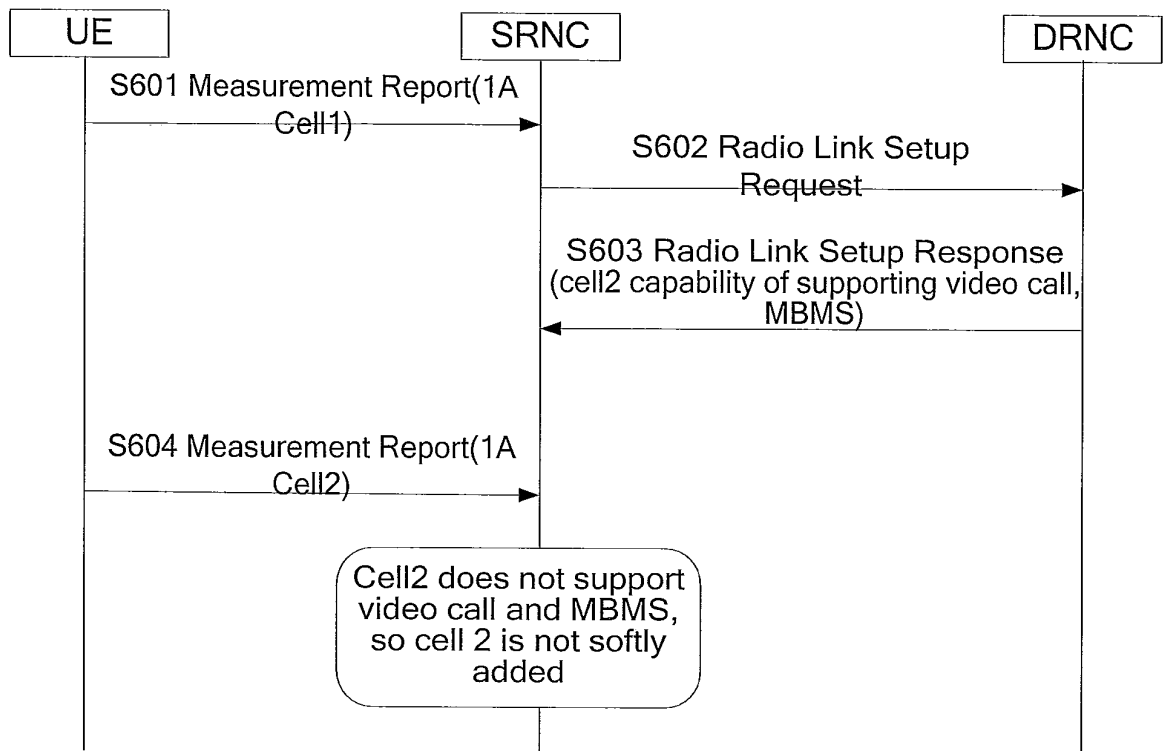 UE
SRNC
DRNC
S601 Measurement Report(1A
Cell1)
S602 Radio Link Setup
Request
S603 Radio Link Setup Response
(cell2 capability of supporting video call,
MBMS)
S604 Measurement Report(1A
Cell2)
Cell2 does not support
video call and MBMS,
so cell 2 is not softly
added